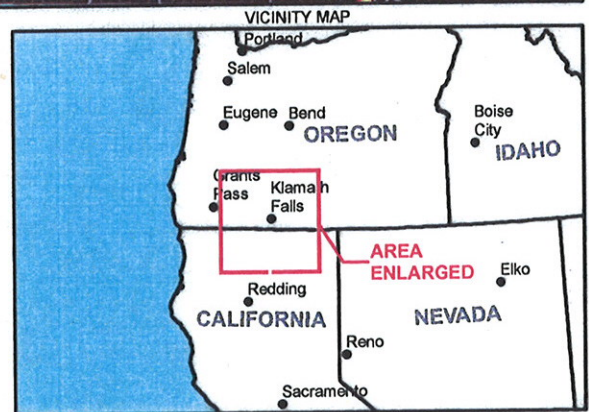 VICINITY MAP
Portland
Salem
Eugene
Bend
OREGON
Boise
City
IDAHO
Grants
Pass
Klamath
Falls
AREA
ENLARGED
Redding
CALIFORNIA
Elko
NEVADA
Reno
Sacramento